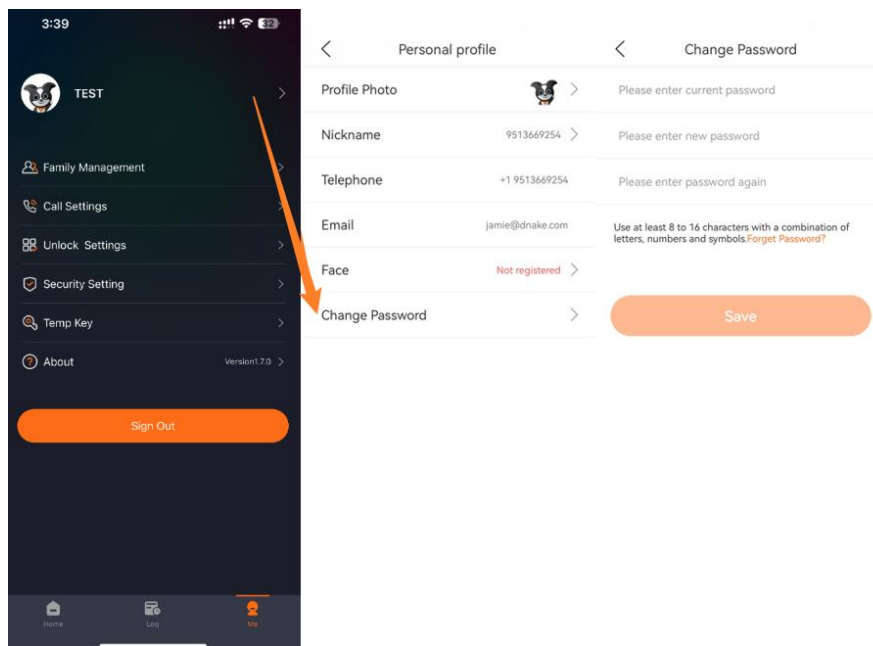 3:39
32
TEST
Family Management
Call Settings
Unlock Settings
Security Setting
Temp Key
About
Version1.7.0
Sign Out
Home
Log
Me
Personal profile
Profile Photo
Nickname
9513669254
Telephone
+1 9513669254
Email
jamie@dnake.com
Face
Not registered
Change Password
Change Password
Please enter current password
Please enter new password
Please enter password again
Use at least 8 to 16 characters with a combination of
letters, numbers and symbols.Forget Password?
Save